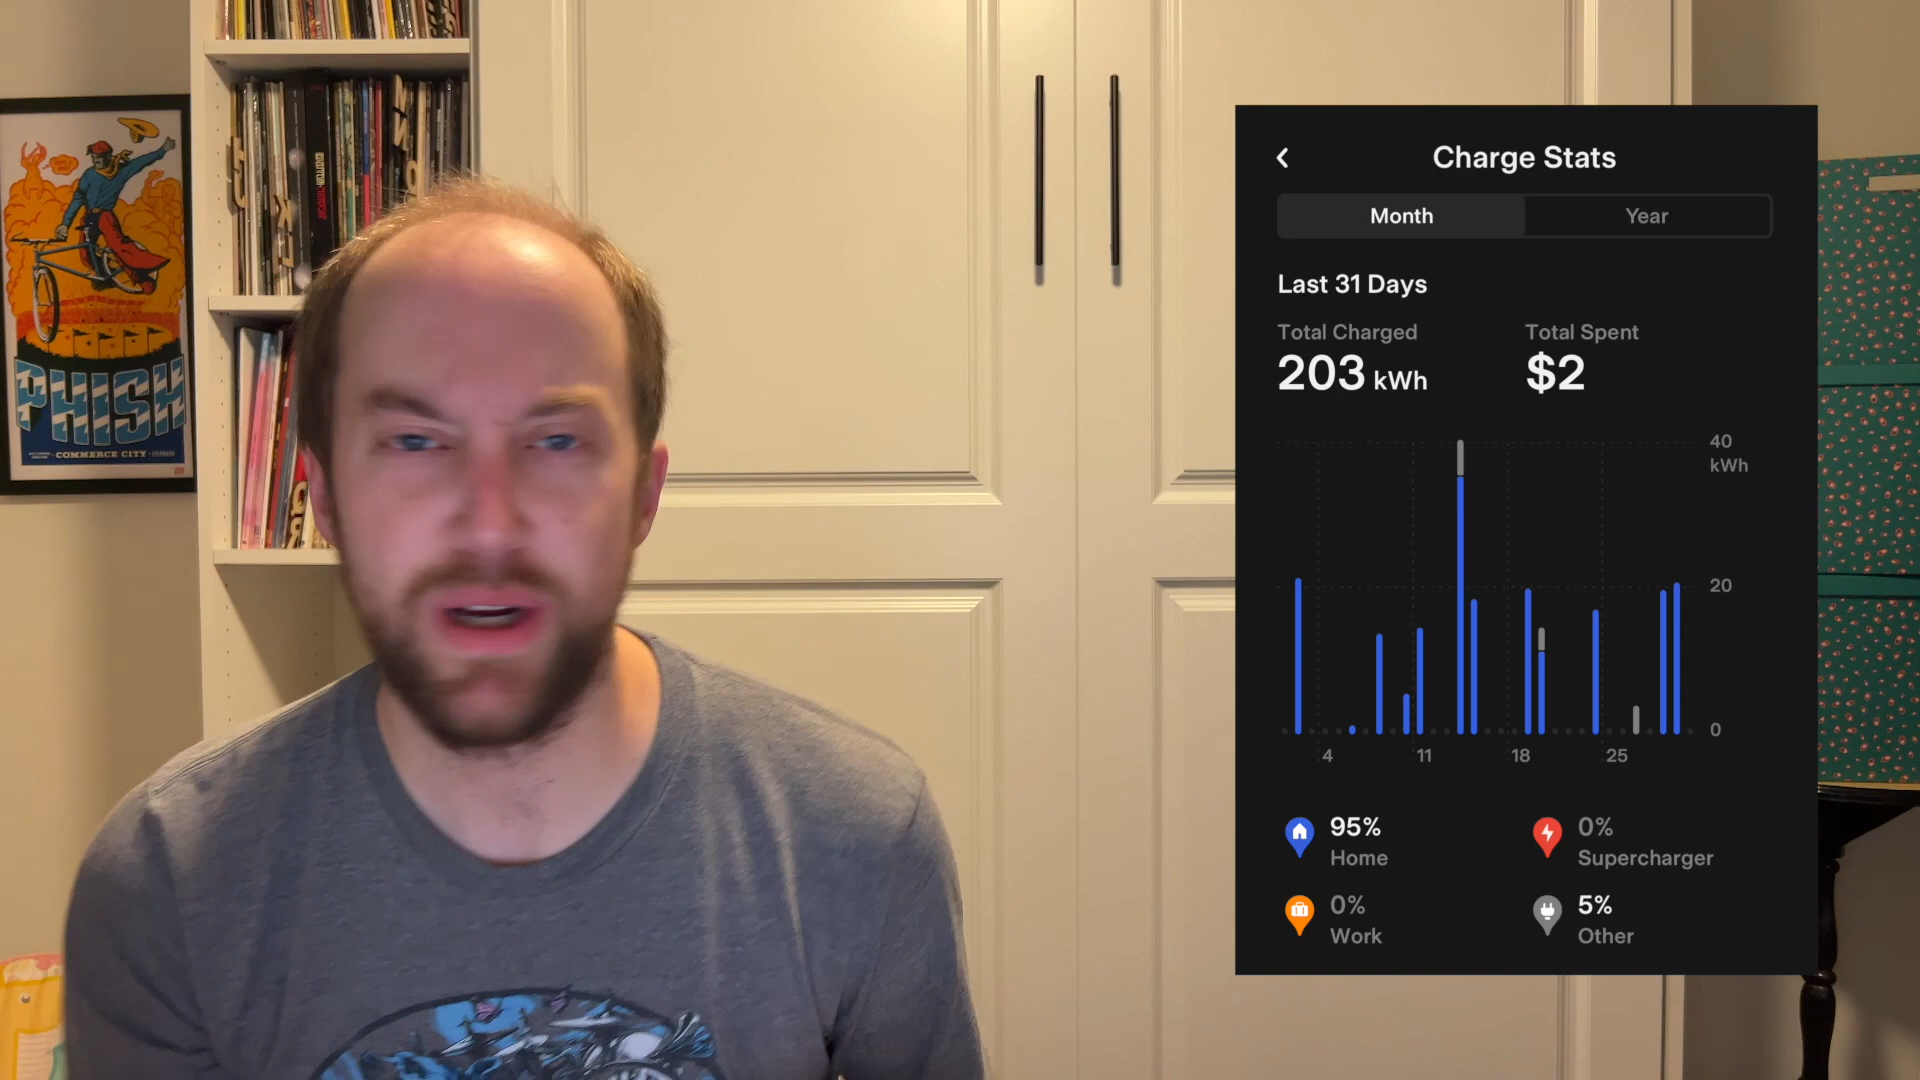 PHISH
COMMERCE CITY
Charge Stats
Month
Year
Last 31 Days
Total Charged
Total Spent
203 kWh
$2
40
kWh
20
0
4
11
18
25
95%
Home
0%
Supercharger
0%
Work
5%
Other